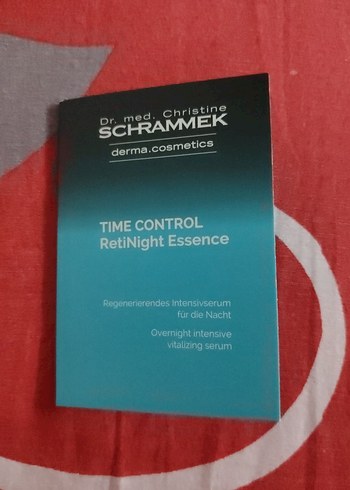 Dr. med. Christine
SCHRAMMEK
derma.cosmetics
TIME CONTROL
RetiNight Essence
Regenerierendes Intensivserum
für die Nacht
Overnight intensive
vitalizing serum